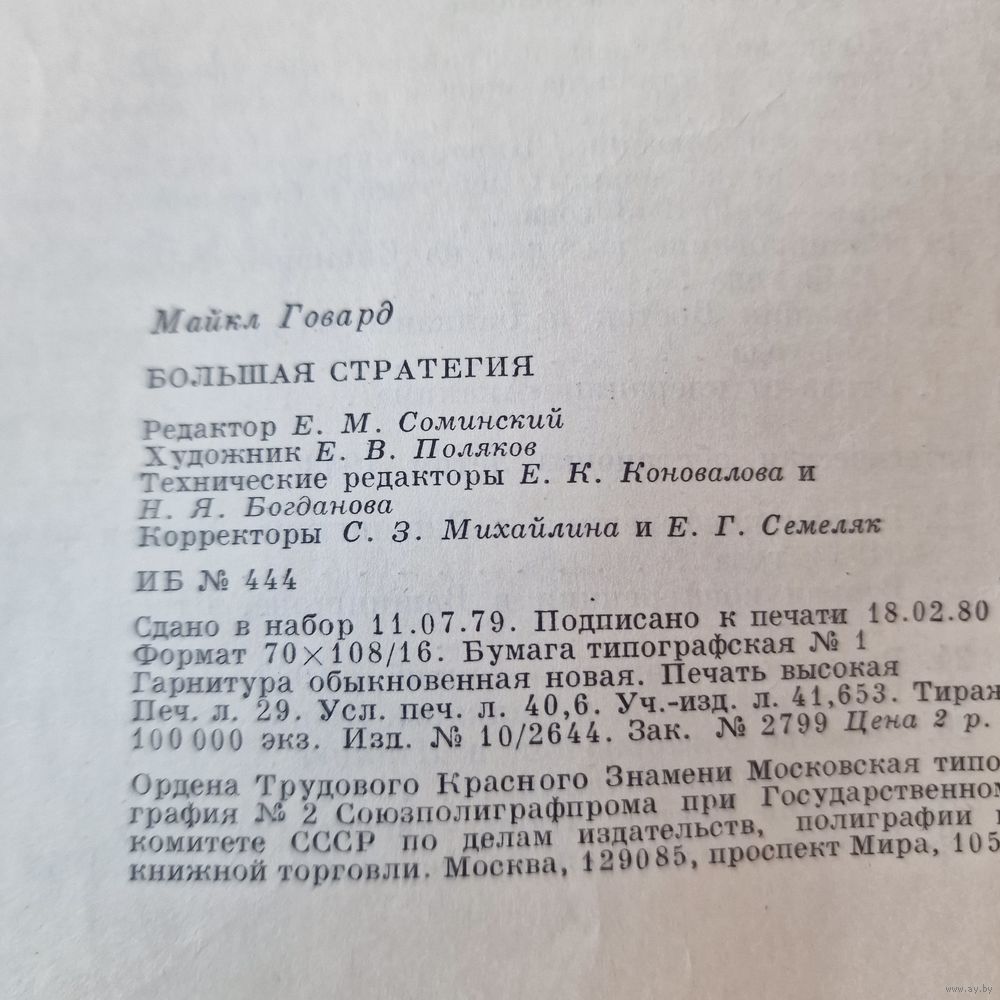 Майкл Говард
БОЛЬШАЯ СТРАТЕГИЯ
Редактор Е. М. Соминский
Художник Е. В. Поляков
Технические редакторы Е. К. Коновалова и
Н. Я. Богданова
Корректоры С. З. Михайлина и Е. Г. Семеляк
ИБ № 444
Сдано в набор 11.07.79. Подписано к печати 18.02.80
Формат 70×108/16. Бумага типографская № 1
Гарнитура обыкновенная новая. Печать высокая
Печ. л. 29. Усл. печ. л. 40,6. Уч.-изд. л. 41,653. Тираж
100 000 экз. Изд. № 10/2644. Зак. № 2799 Цена 2 р.
Ордена Трудового Красного Знамени Московская типо-
графия № 2 Союзполиграфпрома при Государственном
комитете СССР по делам издательств, полиграфии и
книжной торговли. Москва, 129085, проспект Мира, 105
www.ay.by